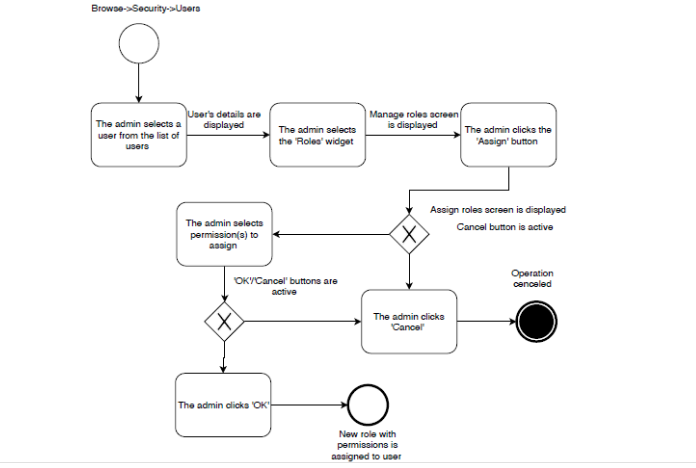 Browse->Security->Users
The admin selects a
user from the list of
users
User's details are
displayed
The admin selects
the 'Roles' widget
Manage roles screen
is displayed
The admin clicks the
'Assign' button
Assign roles screen is displayed
Cancel button is active
The admin selects
permission(s) to
assign
'OK'/'Cancel' buttons are
active
Operation
cenceled
The admin clicks
'Cancel'
The admin clicks 'OK'
New role with
permissions is
assigned to user